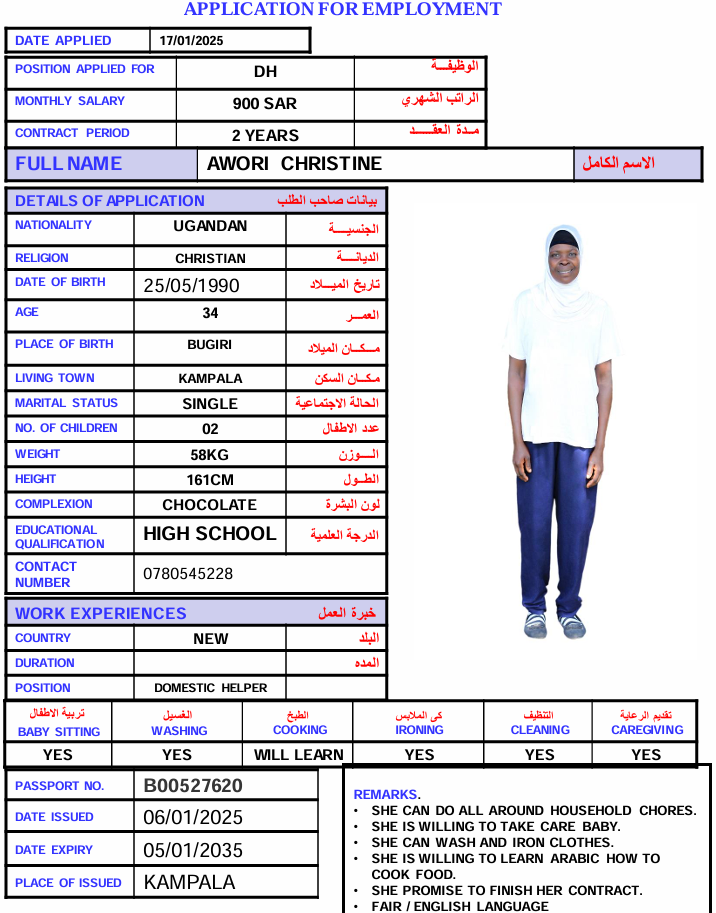 APPLICATION FOR EMPLOYMENT
DATE APPLIED 17/01/2025
POSITION APPLIED FOR DH الوظيفـــة
MONTHLY SALARY 900 SAR الراتب الشهري
CONTRACT PERIOD 2 YEARS مـدة العقـــد
FULL NAME AWORI CHRISTINE الاسم الكامل
DETAILS OF APPLICATION بيانات صاحب الطلب
NATIONALITY UGANDAN الجنسيـــة
RELIGION CHRISTIAN الديانـــة
DATE OF BIRTH 25/05/1990 تاريخ الميـــلاد
AGE 34 العمـــر
PLACE OF BIRTH BUGIRI مـــكـــان الميلاد
LIVING TOWN KAMPALA مـكـان السكن
MARITAL STATUS SINGLE الحالة الاجتماعية
NO. OF CHILDREN 02 عدد الاطفال
WEIGHT 58KG الـــوزن
HEIGHT 161CM الطــول
COMPLEXION CHOCOLATE لون البشرة
EDUCATIONAL QUALIFICATION HIGH SCHOOL الدرجة العلمية
CONTACT NUMBER 0780545228
WORK EXPERIENCES خبرة العمل
COUNTRY NEW البلد
DURATION المده
POSITION DOMESTIC HELPER
تربية الاطفال الغسيل الطبخ كى الملابس التنظيف تقديم الرعاية
BABY SITTING WASHING COOKING IRONING CLEANING CAREGIVING
YES YES WILL LEARN YES YES YES
PASSPORT NO. B00527620
DATE ISSUED 06/01/2025
DATE EXPIRY 05/01/2035
PLACE OF ISSUED KAMPALA
REMARKS.
• SHE CAN DO ALL AROUND HOUSEHOLD CHORES.
• SHE IS WILLING TO TAKE CARE BABY.
• SHE CAN WASH AND IRON CLOTHES.
• SHE IS WILLING TO LEARN ARABIC HOW TO
COOK FOOD.
• SHE PROMISE TO FINISH HER CONTRACT.
• FAIR / ENGLISH LANGUAGE